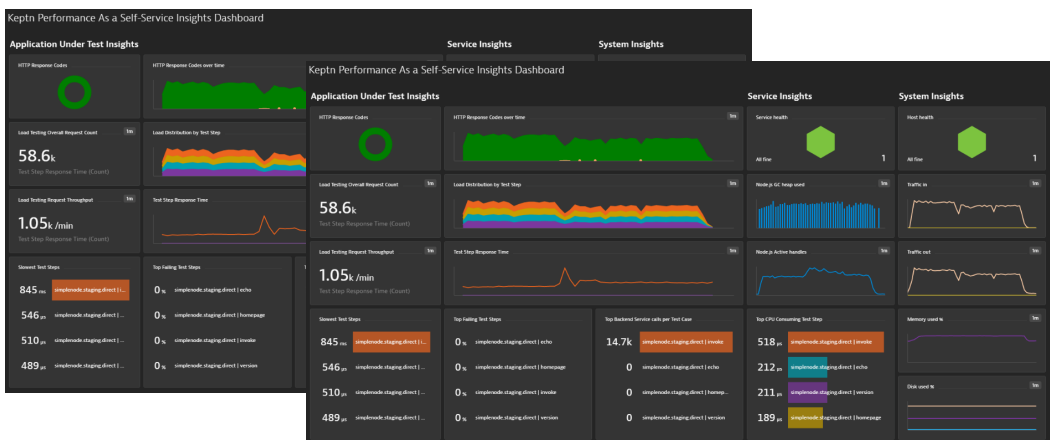 Keptn Performance As a Self-Service Insights Dashboard
Application Under Test Insights
Service Insights
System Insights
HTTP Response Codes
HTTP Response Codes over time
Load Testing Overall Request Count
1m
Load Distribution by Test Step
58.6k
Test Step Response Time (Count)
Load Testing Request Throughput
1m
Test Step Response Time
1.05k /min
Test Step Response Time (Count)
Slowest Test Steps
Top Failing Test Steps
845 ms simplenode.staging.direct | i...
0 % simplenode.staging.direct | echo
546 µs simplenode.staging.direct | ...
0 % simplenode.staging.direct | homepage
510 µs simplenode.staging.direct | ...
0 % simplenode.staging.direct | invoke
489 µs simplenode.staging.direct | ...
0 % simplenode.staging.direct | version
Keptn Performance As a Self-Service Insights Dashboard
Application Under Test Insights
Service Insights
System Insights
HTTP Response Codes
HTTP Response Codes over time
1m
Service health
Host health
All fine
1
All fine
1
Load Testing Overall Request Count
1m
Load Distribution by Test Step
1m
Node.js GC heap used
1m
Traffic in
1m
58.6k
Test Step Response Time (Count)
Load Testing Request Throughput
1m
Test Step Response Time
1m
Node.js Active handles
1m
Traffic out
1m
1.05k /min
Test Step Response Time (Count)
Slowest Test Steps
Top Failing Test Steps
Top Backend Service calls per Test Case
Top CPU Consuming Test Step
Memory used %
1m
845 ms simplenode.staging.direct | i...
0 % simplenode.staging.direct | echo
14.7k simplenode.staging.direct | invoke
518 µs simplenode.staging.direct | invoke
546 µs simplenode.staging.direct | ...
0 % simplenode.staging.direct | homepage
0 simplenode.staging.direct | echo
212 µs simplenode.staging.direct | echo
Disk used %
1m
510 µs simplenode.staging.direct | ...
0 % simplenode.staging.direct | invoke
0 simplenode.staging.direct | homep...
211 µs simplenode.staging.direct | version
489 µs simplenode.staging.direct | ...
0 % simplenode.staging.direct | version
0 simplenode.staging.direct | version
189 µs simplenode.staging.direct | homepage